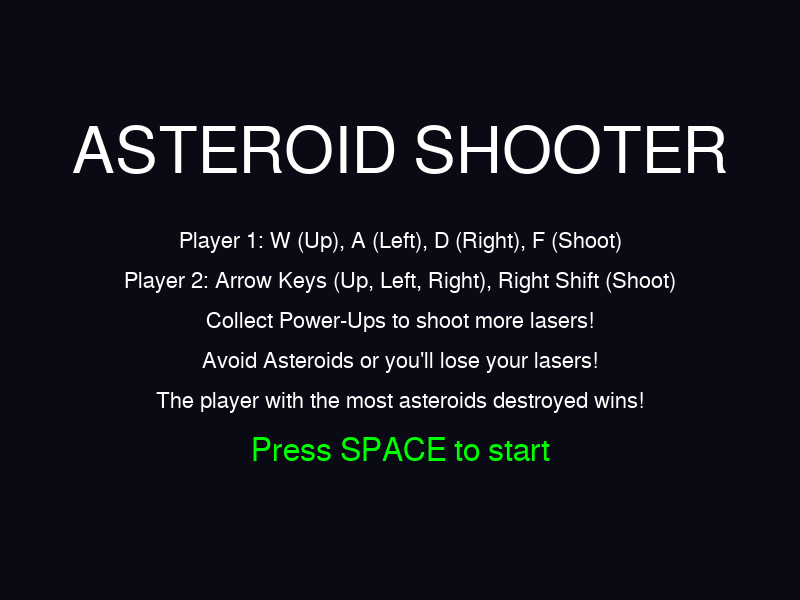 ASTEROID SHOOTER
Player 1: W (Up), A (Left), D (Right), F (Shoot)
Player 2: Arrow Keys (Up, Left, Right), Right Shift (Shoot)
Collect Power-Ups to shoot more lasers!
Avoid Asteroids or you'll lose your lasers!
The player with the most asteroids destroyed wins!
Press SPACE to start